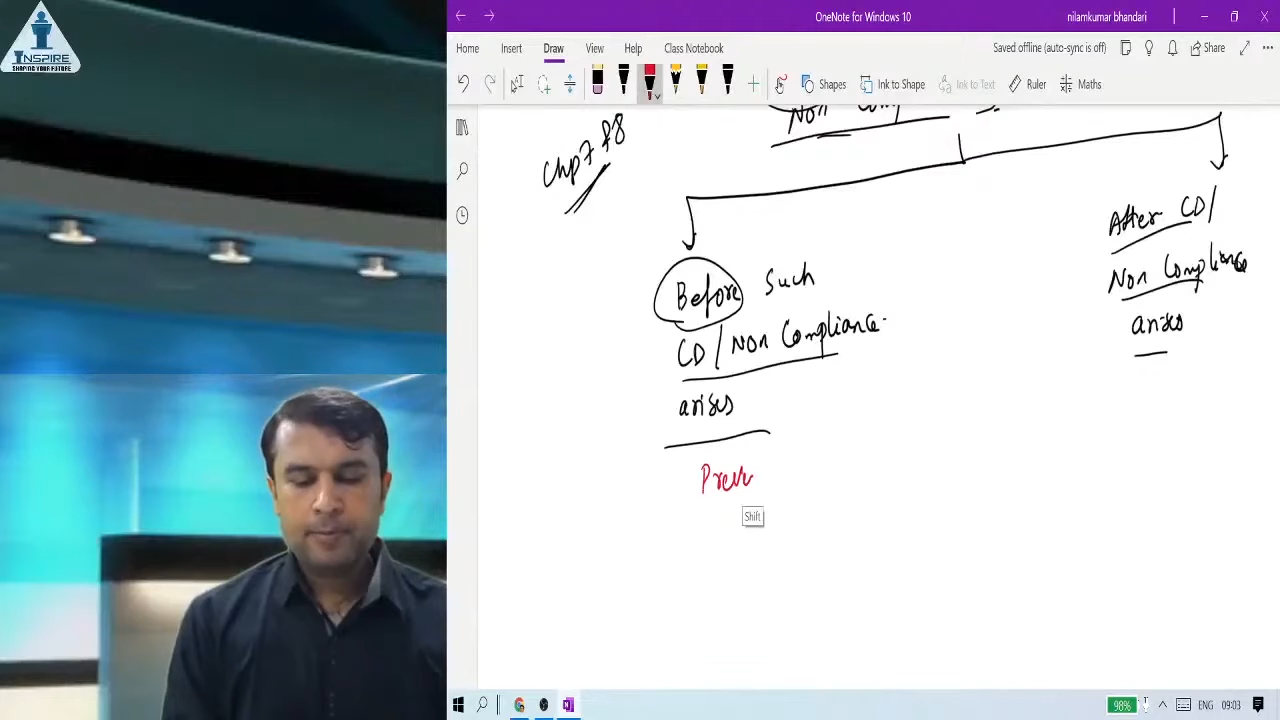 INSPIRE
SHAPING YOUR FUTURE
OneNote for Windows 10
nilamkumar bhandari
Home Insert Draw View Help Class Notebook
Saved offline (auto-sync is off)
Share
Shapes
Ink to Shape
Ink to Text
Ruler
Maths
Non
Chp 7 & 8
Before Such
CD/Non Compliance
arises
After CD/
Non Compliance
arises
Prev
Shift
98%
ENG 09:03